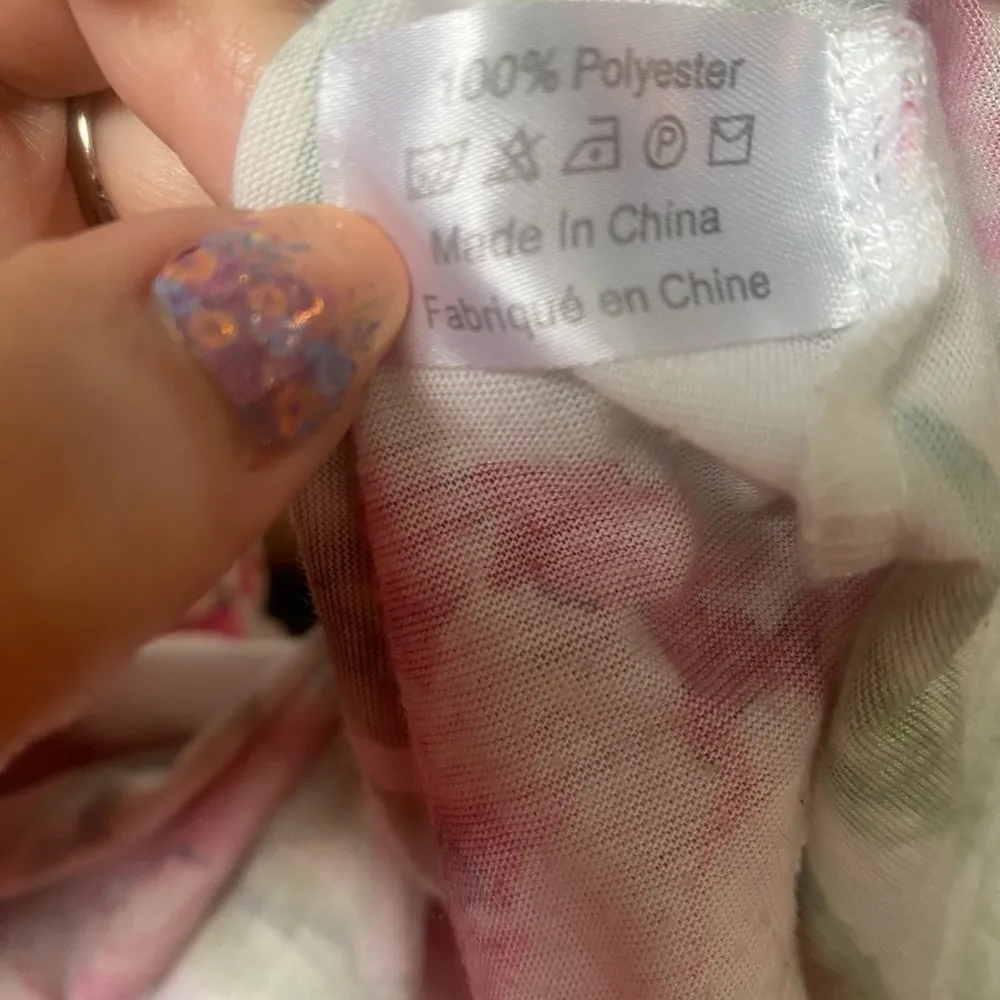 100% Polyester
Made In China
Fabriqué en Chine